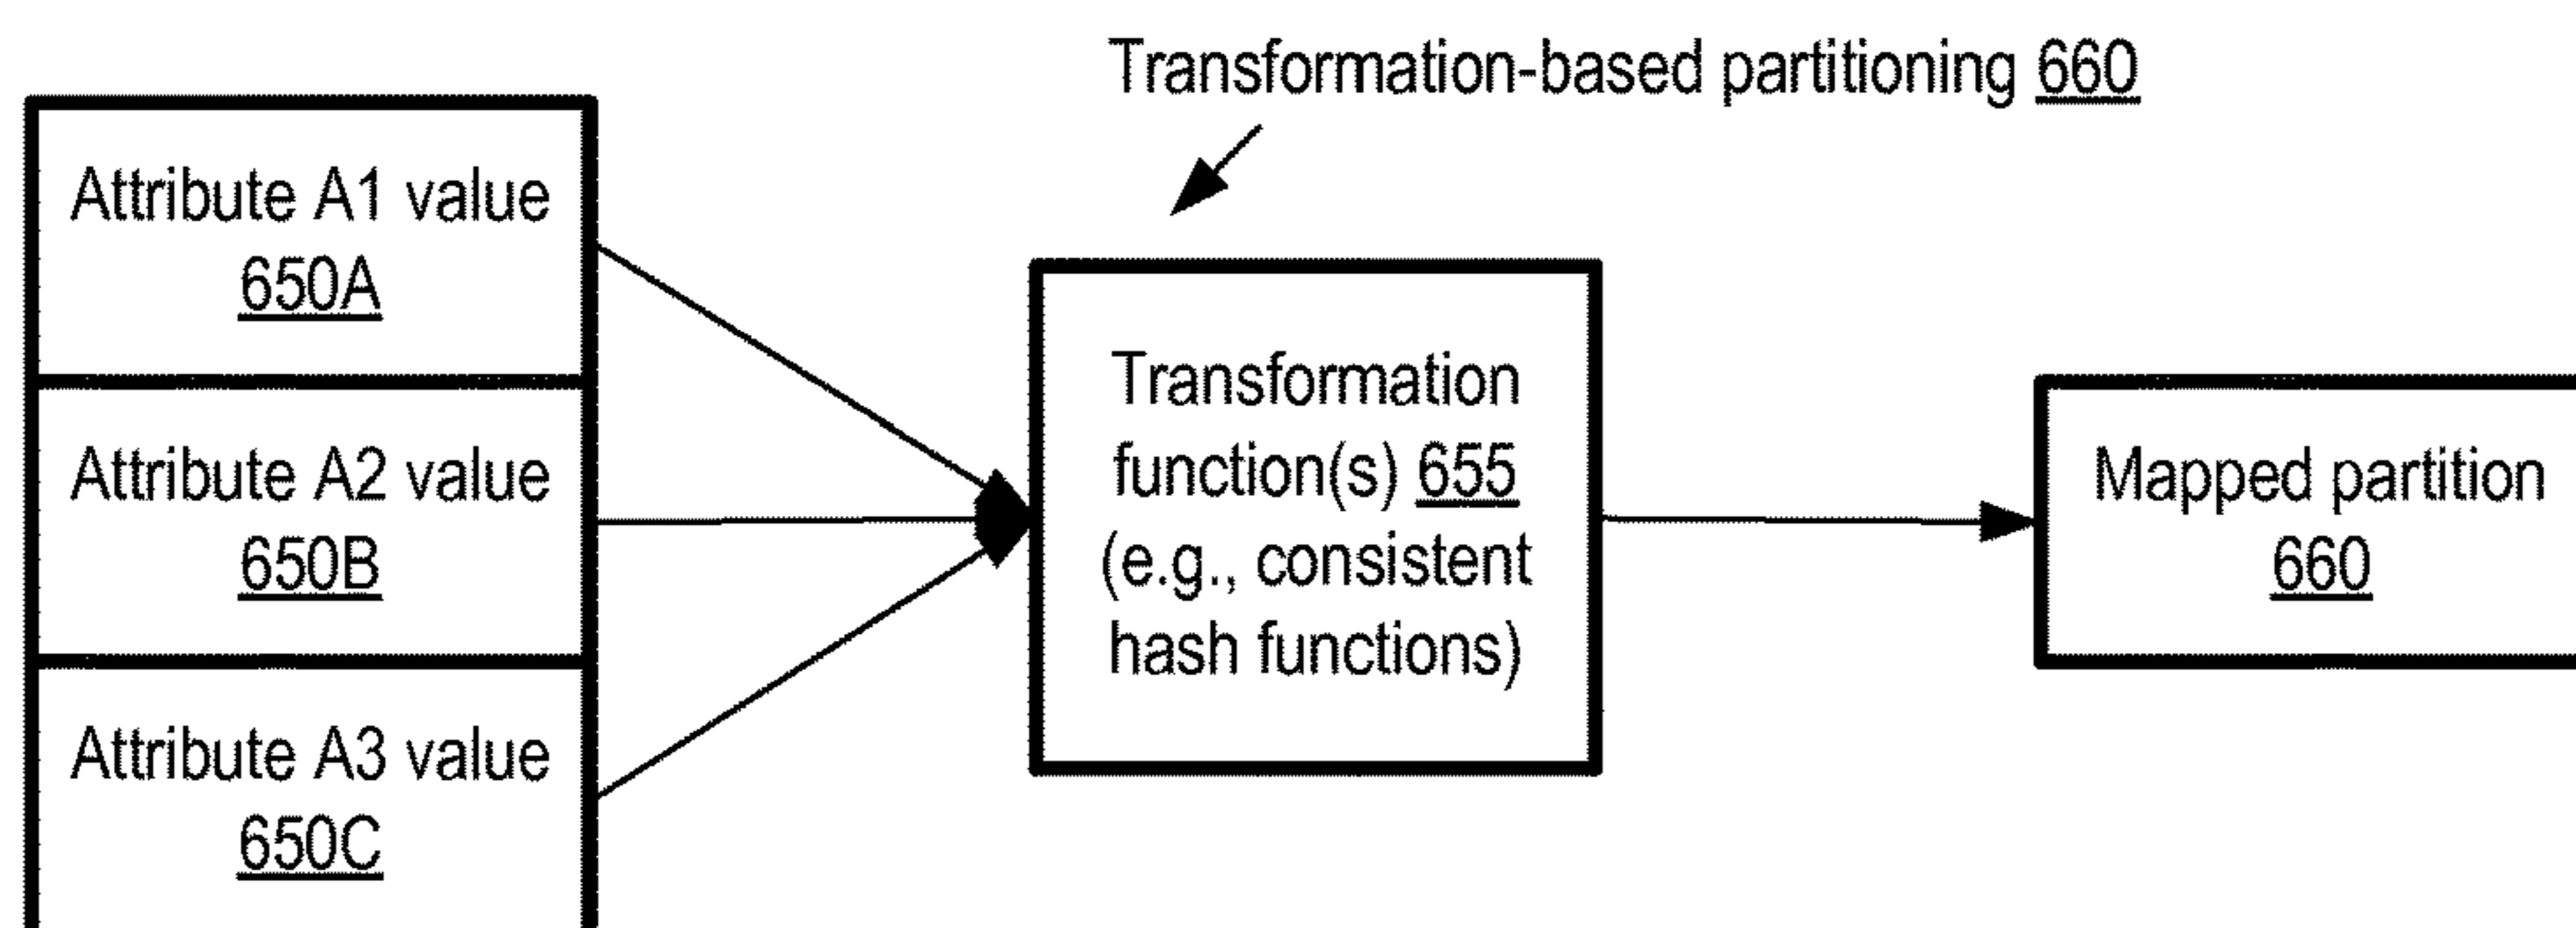 Transformation-based partitioning 660
Attribute A1 value
650A
Attribute A2 value
650B
Attribute A3 value
650C
Transformation
function(s) 655
(e.g., consistent
hash functions)
Mapped partition
660